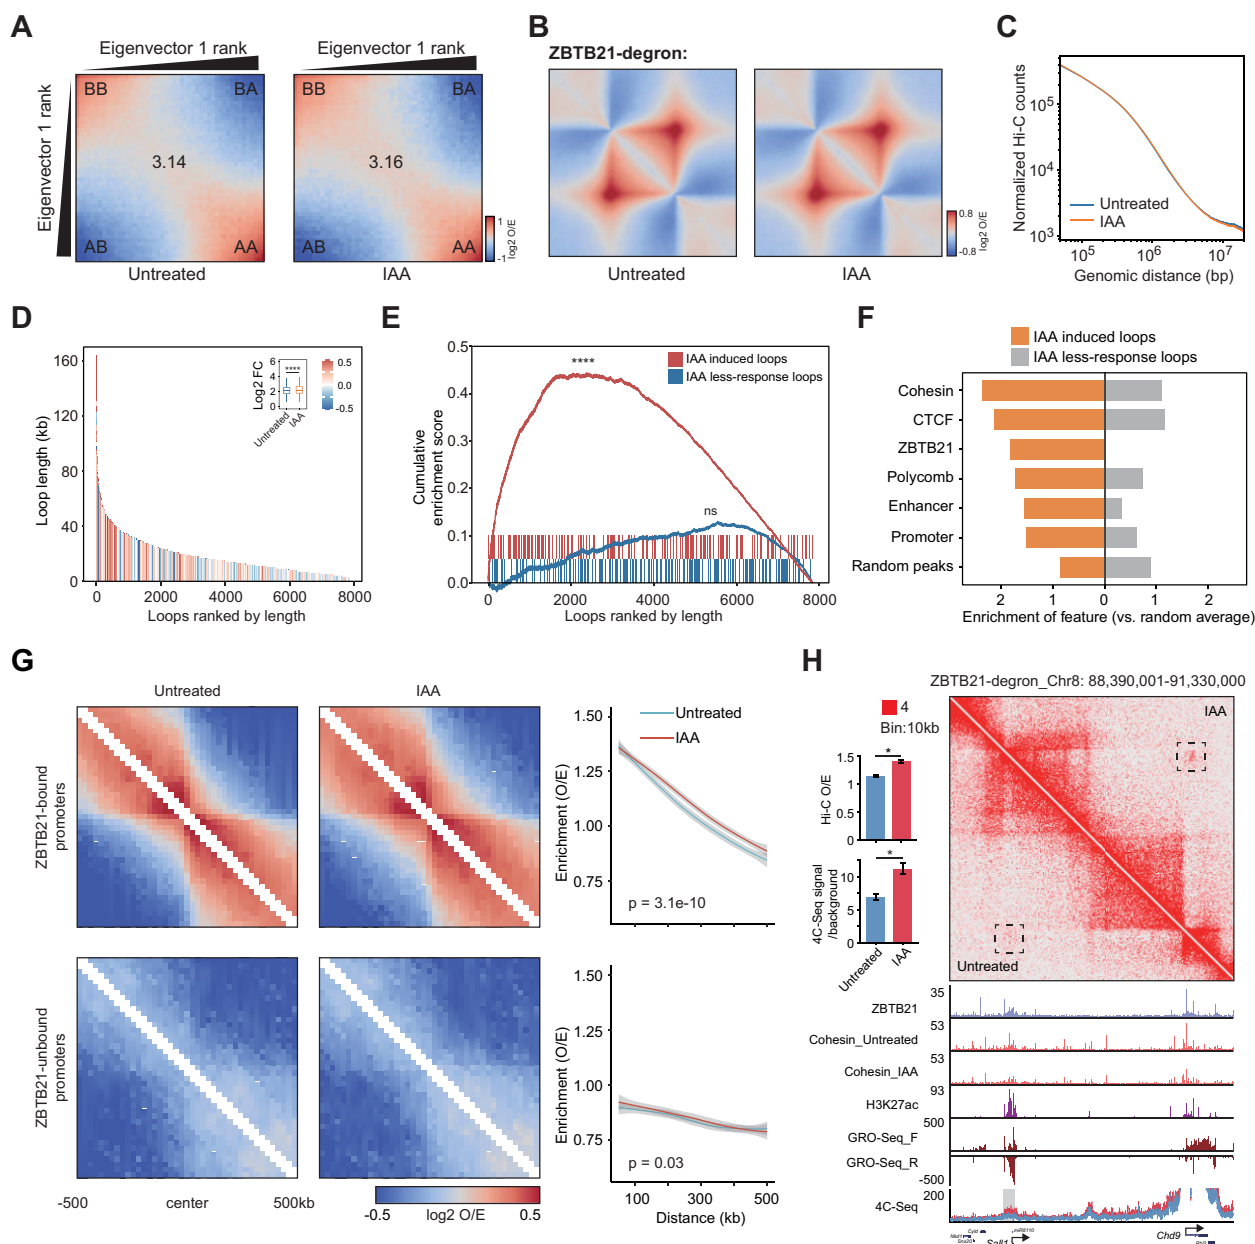 A
Eigenvector 1 rank
Eigenvector 1 rank
Eigenvector 1 rank
BB
BA
3.14
AB
AA
Untreated
BB
BA
3.16
AB
AA
IAA
1
-1
log2 O/E
B
ZBTB21-degron:
Untreated
IAA
0.8
-0.8
log2 O/E
C
Normalized Hi-C counts
10^5
10^4
10^3
Untreated
IAA
10^5
10^6
10^7
Genomic distance (bp)
D
Loop length (kb)
160
120
80
40
0
0
2000
4000
6000
8000
Loops ranked by length
Log2 FC
6
4
2
0
****
Untreated
IAA
0.5
0.0
-0.5
E
Cumulative
enrichment score
0.5
0.4
0.3
0.2
0.1
0.0
****
ns
IAA induced loops
IAA less-response loops
0
2000
4000
6000
8000
Loops ranked by length
F
IAA induced loops
IAA less-response loops
Cohesin
CTCF
ZBTB21
Polycomb
Enhancer
Promoter
Random peaks
2
1
0
1
2
Enrichment of feature (vs. random average)
G
Untreated
IAA
ZBTB21-bound
promoters
ZBTB21-unbound
promoters
-500
center
500kb
-0.5
log2 O/E
0.5
Enrichment (O/E)
1.50
1.25
1.00
0.75
Untreated
IAA
p = 3.1e-10
Enrichment (O/E)
1.50
1.25
1.00
0.75
p = 0.03
100
300
500
Distance (kb)
H
ZBTB21-degron_Chr8: 88,390,001-91,330,000
4
Bin:10kb
IAA
Untreated
Hi-C O/E
1.5
1.0
0.5
0
*
4C-Seq signal
/background
10
5
0
*
Untreated
IAA
35
ZBTB21
53
Cohesin_Untreated
53
Cohesin_IAA
93
H3K27ac
500
GRO-Seq_F
GRO-Seq_R
-500
200
4C-Seq
Cyld
Nkd1
Snx20
miR8110
Sall1
Chd9